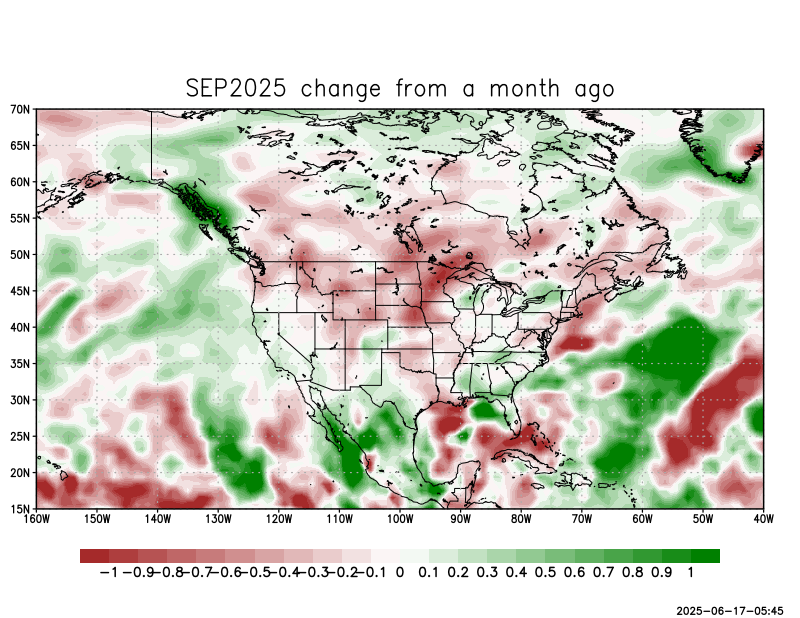 SEP2025 change from a month ago
70N
65N
60N
55N
50N
45N
40N
35N
30N
25N
20N
15N
160W 150W 140W 130W 120W 110W 100W 90W 80W 70W 60W 50W 40W
-1 -0.9 -0.8 -0.7 -0.6 -0.5 -0.4 -0.3 -0.2 -0.1 0 0.1 0.2 0.3 0.4 0.5 0.6 0.7 0.8 0.9 1
2025-06-17-05:45